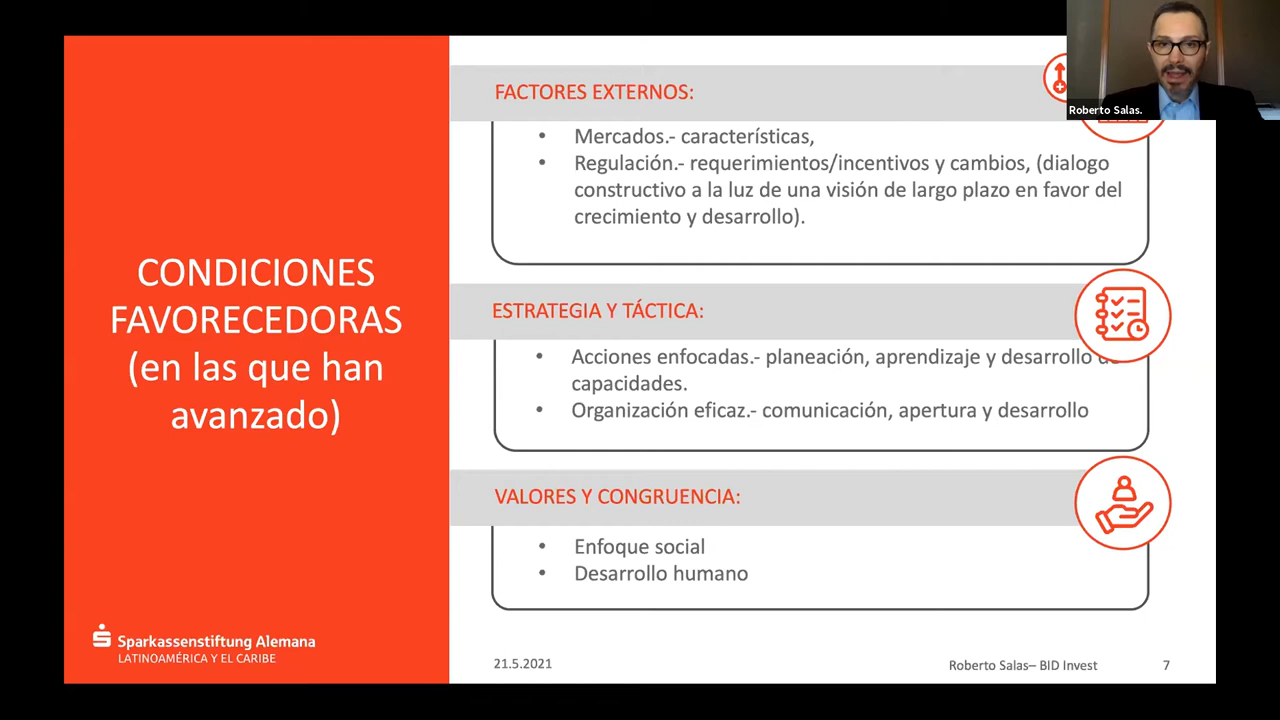 CONDICIONES
FAVORECEDORAS
(en las que han
avanzado)
Sparkassenstiftung Alemana
LATINOAMÉRICA Y EL CARIBE
FACTORES EXTERNOS:
• Mercados.- características,
• Regulación.- requerimientos/incentivos y cambios, (dialogo
constructivo a la luz de una visión de largo plazo en favor del
crecimiento y desarrollo).
ESTRATEGIA Y TÁCTICA:
• Acciones enfocadas.- planeación, aprendizaje y desarrollo de
capacidades.
• Organización eficaz.- comunicación, apertura y desarrollo
VALORES Y CONGRUENCIA:
• Enfoque social
• Desarrollo humano
21.5.2021
Roberto Salas– BID Invest
7
Roberto Salas.